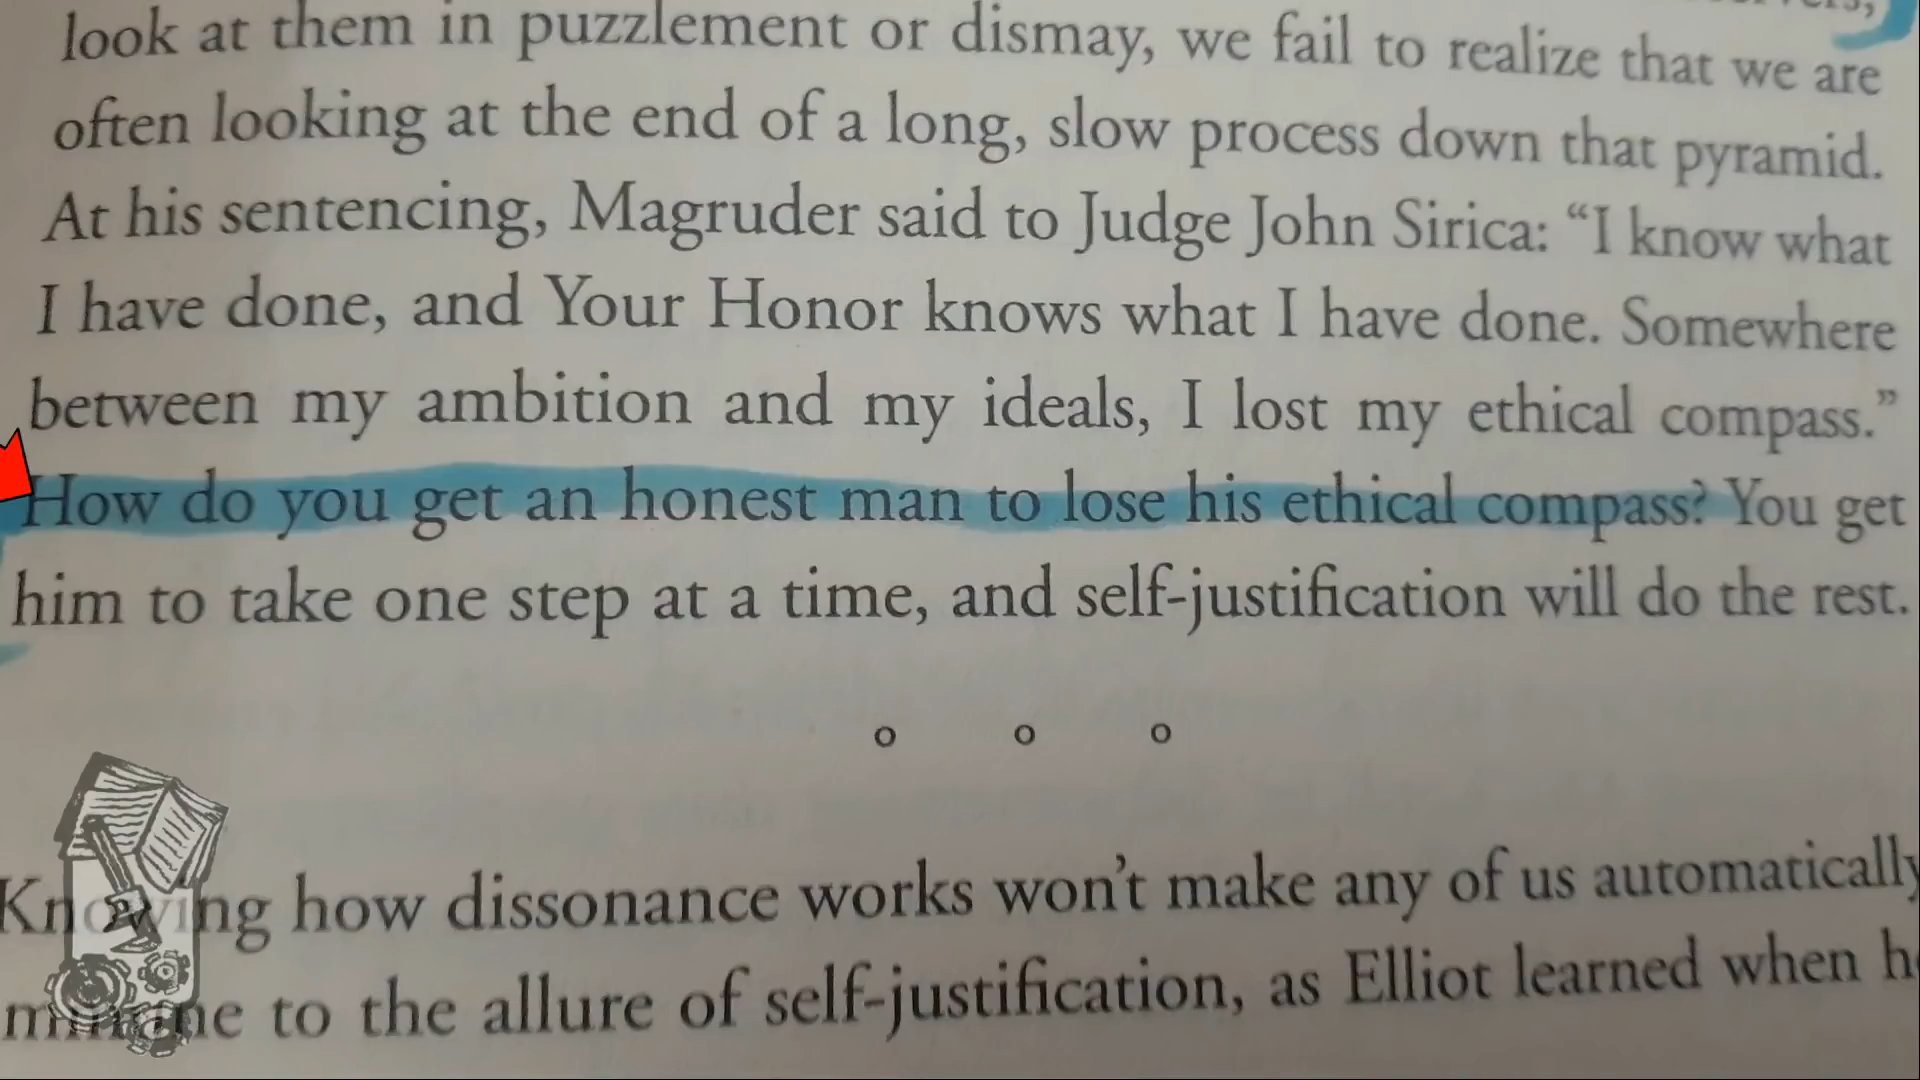 look at them in puzzlement or dismay, we fail to realize that we are
often looking at the end of a long, slow process down that pyramid.
At his sentencing, Magruder said to Judge John Sirica: “I know what
I have done, and Your Honor knows what I have done. Somewhere
between my ambition and my ideals, I lost my ethical compass.”
How do you get an honest man to lose his ethical compass? You get
him to take one step at a time, and self-justification will do the rest.
Knowing how dissonance works won’t make any of us automatically
to the allure of self-justification, as Elliot learned when